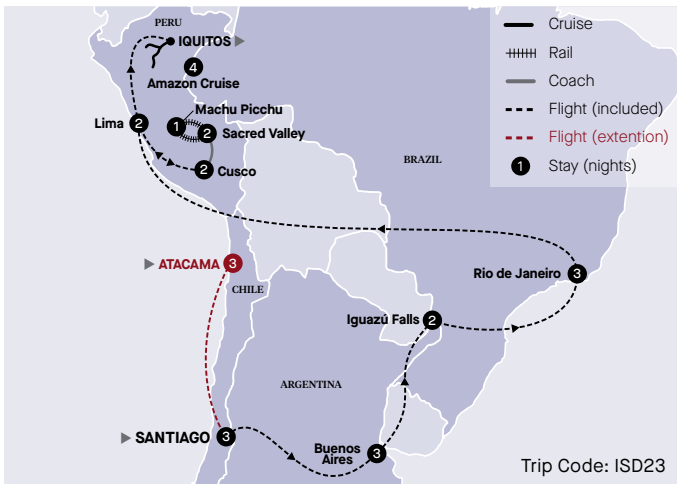 PERU
IQUITOS
4
Amazon Cruise
Machu Picchu
Lima 2
1
2 Sacred Valley
2 Cusco
BRAZIL
ATACAMA 3
CHILE
Rio de Janeiro 3
Iguazú Falls 2
ARGENTINA
SANTIAGO 3
Buenos
Aires 3
Cruise
Rail
Coach
Flight (included)
Flight (extention)
1 Stay (nights)
Trip Code: ISD23